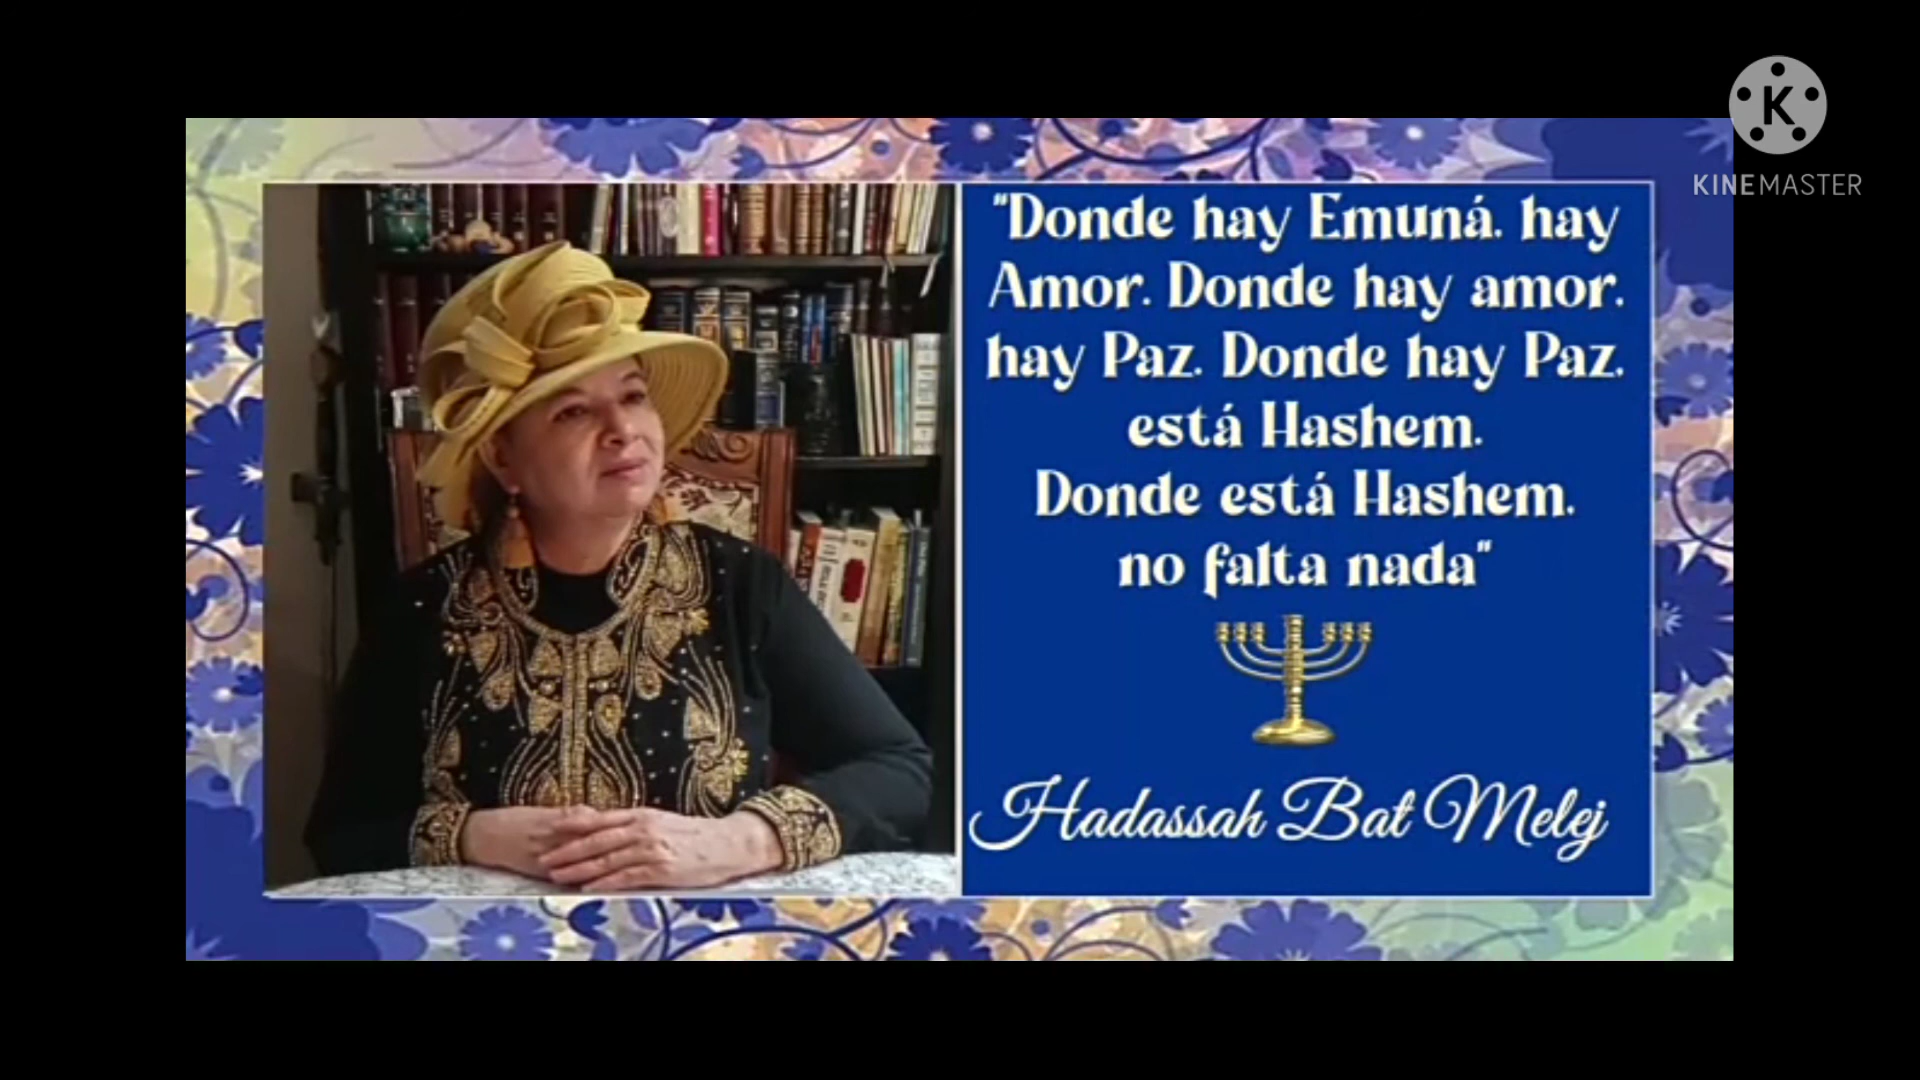 KINEMASTER
"Donde hay Emuná. hay
Amor. Donde hay amor.
hay Paz. Donde hay Paz.
está Hashem.
Donde está Hashem.
no falta nada"
Hadassah Bat Melej